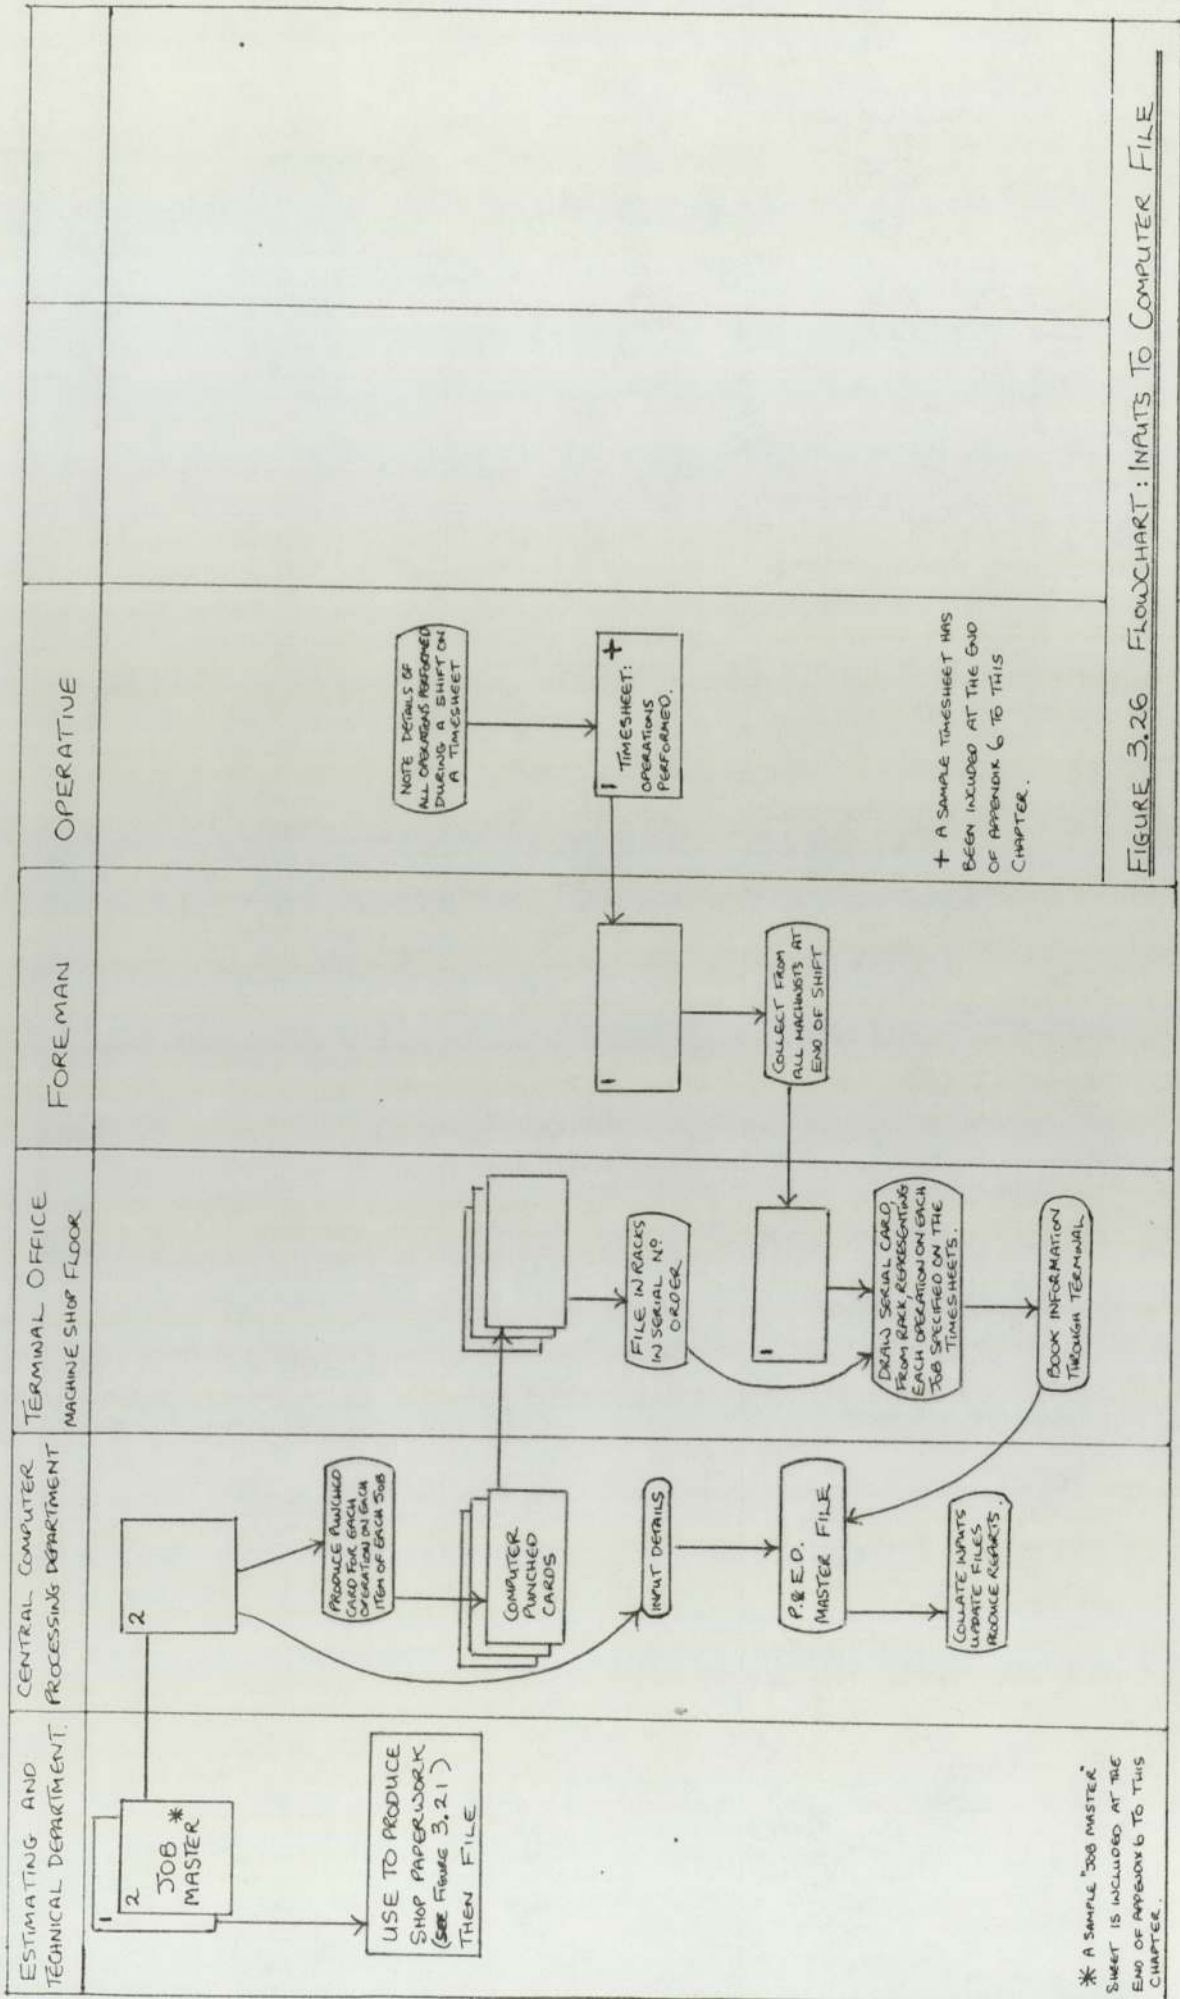 ESTIMATING AND
TECHNICAL DEPARTMENT.
CENTRAL COMPUTER
PROCESSING DEPARTMENT
TERMINAL OFFICE
MACHINE SHOP FLOOR
FOREMAN
OPERATIVE
1
2
JOB *
MASTER
USE TO PRODUCE
SHOP PAPERWORK
(SEE FIGURE 3.21)
THEN FILE
* A SAMPLE "JOB MASTER"
SHEET IS INCLUDED AT THE
END OF APPENDIX 6 TO THIS
CHAPTER.
2
PRODUCE PUNCHED
CARD FOR EACH
OPERATION ON EACH
ITEM OF EACH JOB
COMPUTER
PUNCHED
CARDS
INPUT DETAILS
P.& E.D.
MASTER FILE
COLLATE INPUTS
UPDATE FILES
PRODUCE REPORTS.
FILE IN RACKS
IN SERIAL Nº
ORDER
1
DRAW SERIAL CARD,
FROM RACK, REPRESENTING
EACH OPERATION ON EACH
JOB SPECIFIED ON THE
TIMESHEETS.
BOOK INFORMATION
THROUGH TERMINAL
1
COLLECT FROM
ALL MACHINISTS AT
END OF SHIFT
NOTE DETAILS OF
ALL OPERATIONS PERFORMED
DURING A SHIFT ON
A TIMESHEET
1 +
TIMESHEET:
OPERATIONS
PERFORMED.
+ A SAMPLE TIMESHEET HAS
BEEN INCLUDED AT THE END
OF APPENDIX 6 TO THIS
CHAPTER.
FIGURE 3.26 FLOWCHART: INPUTS TO COMPUTER FILE